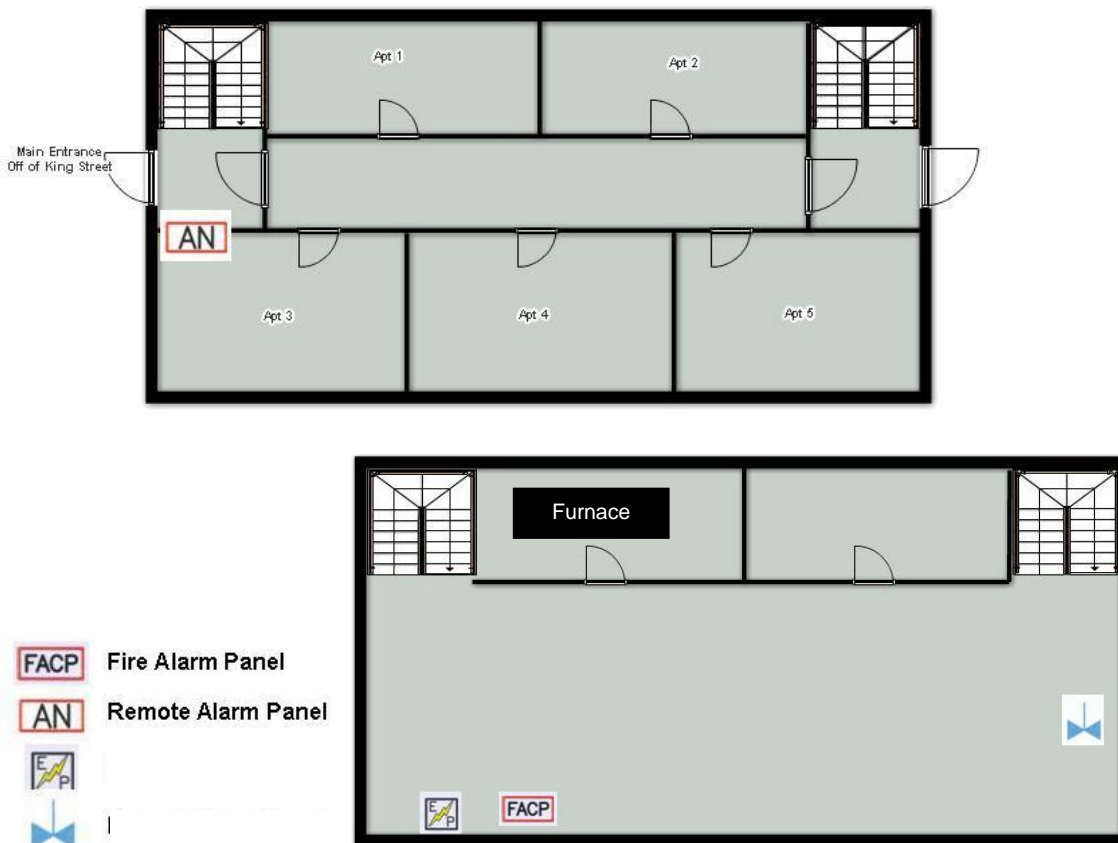 Apt 1
Apt 2
Main Entrance
Off of King Street
AN
Apt 3
Apt 4
Apt 5
Furnace
FACP Fire Alarm Panel
AN Remote Alarm Panel
E P
E P
FACP